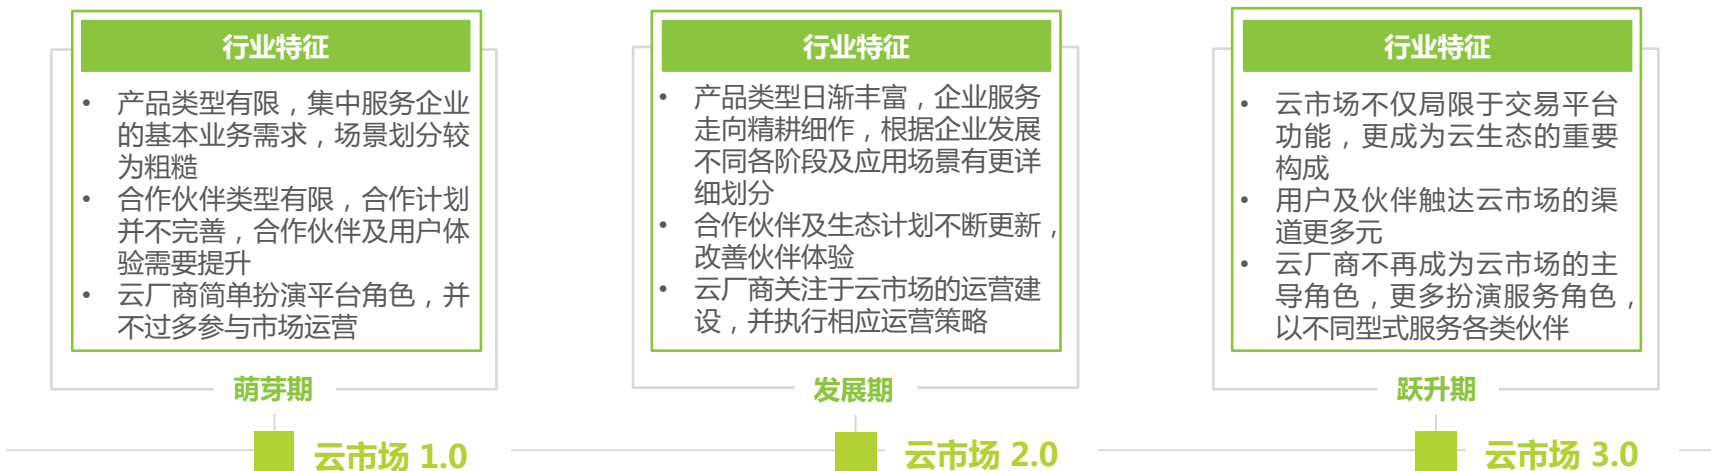 行业特征
• 产品类型有限，集中服务企业
的基本业务需求，场景划分较
为粗糙
• 合作伙伴类型有限，合作计划
并不完善，合作伙伴及用户体
验需要提升
• 云厂商简单扮演平台角色，并
不过多参与市场运营
萌芽期
云市场 1.0
行业特征
• 产品类型日渐丰富，企业服务
走向精耕细作，根据企业发展
不同各阶段及应用场景有更详
细划分
• 合作伙伴及生态计划不断更新，
改善伙伴体验
• 云厂商关注于云市场的运营建
设，并执行相应运营策略
发展期
云市场 2.0
行业特征
• 云市场不仅局限于交易平台
功能，更成为云生态的重要
构成
• 用户及伙伴触达云市场的渠
道更多元
• 云厂商不再成为云市场的主
导角色，更多扮演服务角色，
以不同型式服务各类伙伴
跃升期
云市场 3.0